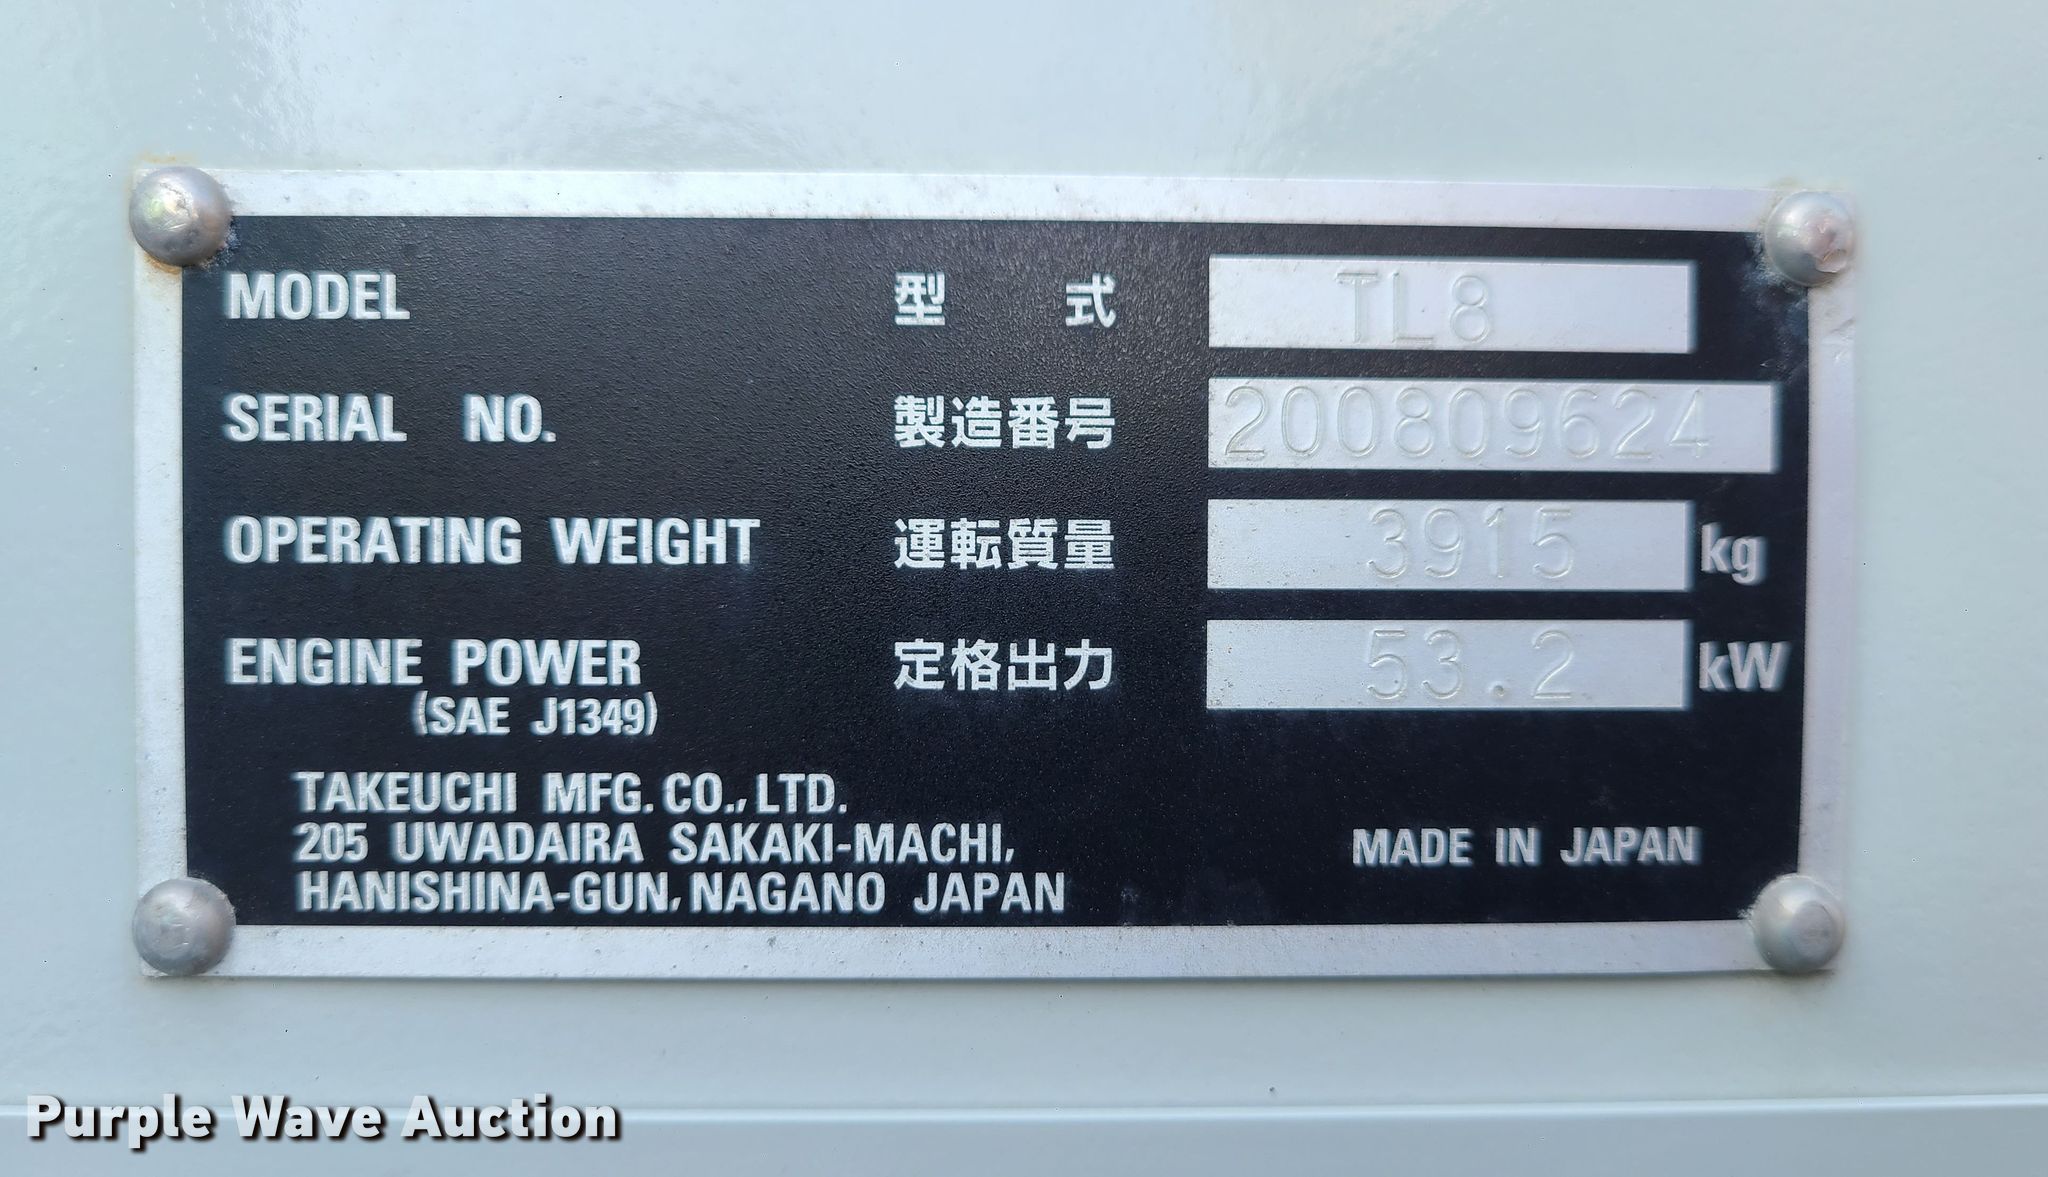 MODEL 型 式 TL8
SERIAL NO. 製造番号 200809624
OPERATING WEIGHT 運転質量 3915 kg
ENGINE POWER 定格出力 53.2 kW
(SAE J1349)
TAKEUCHI MFG. CO., LTD.
205 UWADAIRA SAKAKI-MACHI,
HANISHINA-GUN, NAGANO JAPAN
MADE IN JAPAN
Purple Wave Auction